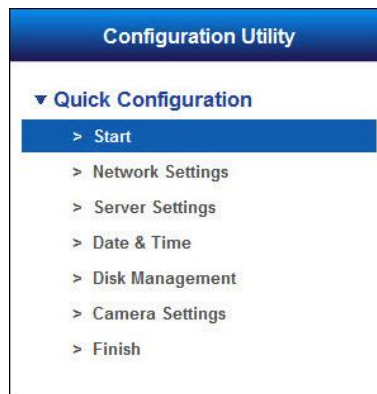 Configuration Utility
Quick Configuration
> Start
> Network Settings
> Server Settings
> Date & Time
> Disk Management
> Camera Settings
> Finish